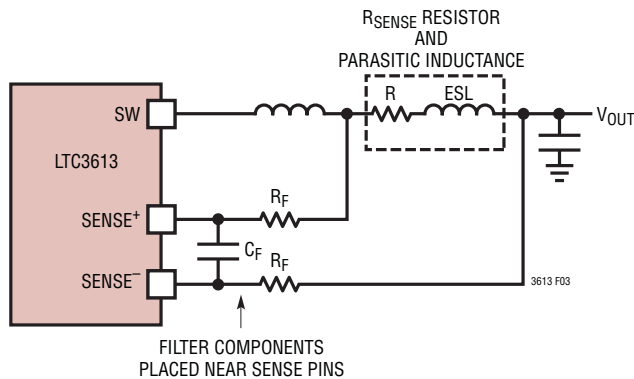 RSENSE RESISTOR
AND
PARASITIC INDUCTANCE
R
ESL
SW
VOUT
LTC3613
RF
SENSE+
CF
RF
SENSE–
3613 F03
FILTER COMPONENTS
PLACED NEAR SENSE PINS